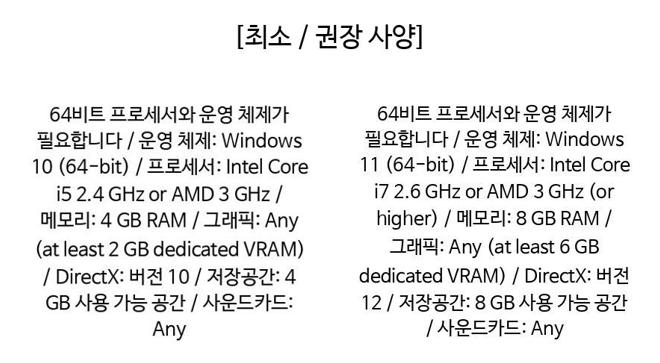 [최소 / 권장 사양]
64비트 프로세서와 운영 체제가
필요합니다 / 운영 체제: Windows
10 (64-bit) / 프로세서: Intel Core
i5 2.4 GHz or AMD 3 GHz /
메모리: 4 GB RAM / 그래픽: Any
(at least 2 GB dedicated VRAM)
/ DirectX: 버전 10 / 저장공간: 4
GB 사용 가능 공간 / 사운드카드:
Any
64비트 프로세서와 운영 체제가
필요합니다 / 운영 체제: Windows
11 (64-bit) / 프로세서: Intel Core
i7 2.6 GHz or AMD 3 GHz (or
higher) / 메모리: 8 GB RAM /
그래픽: Any (at least 6 GB
dedicated VRAM) / DirectX: 버전
12 / 저장공간: 8 GB 사용 가능 공간
/ 사운드카드: Any